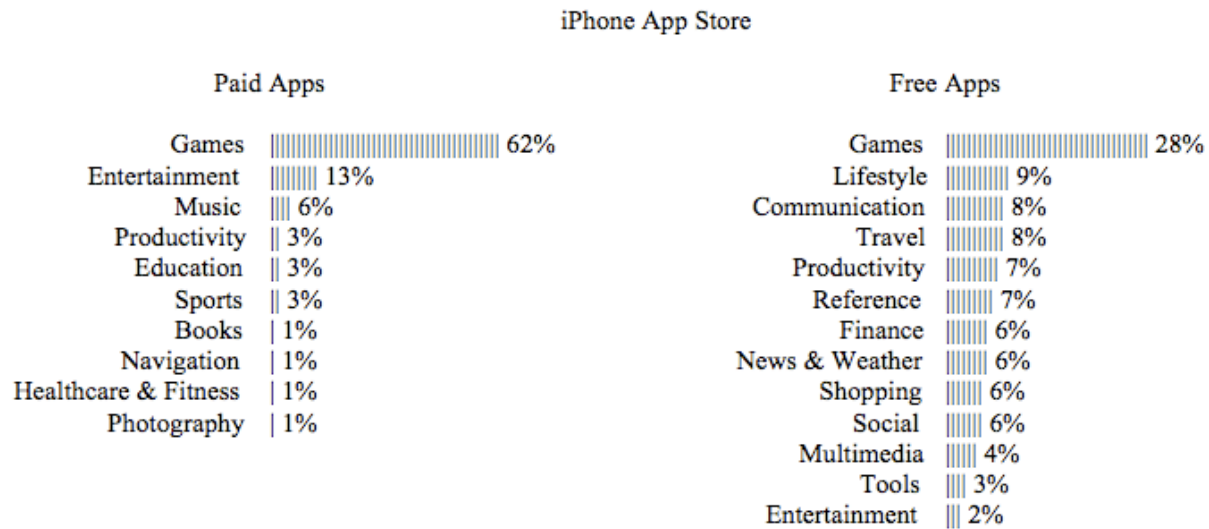 iPhone App Store
Paid Apps
Games 62%
Entertainment 13%
Music 6%
Productivity 3%
Education 3%
Sports 3%
Books 1%
Navigation 1%
Healthcare & Fitness 1%
Photography 1%
Free Apps
Games 28%
Lifestyle 9%
Communication 8%
Travel 8%
Productivity 7%
Reference 7%
Finance 6%
News & Weather 6%
Shopping 6%
Social 6%
Multimedia 4%
Tools 3%
Entertainment 2%